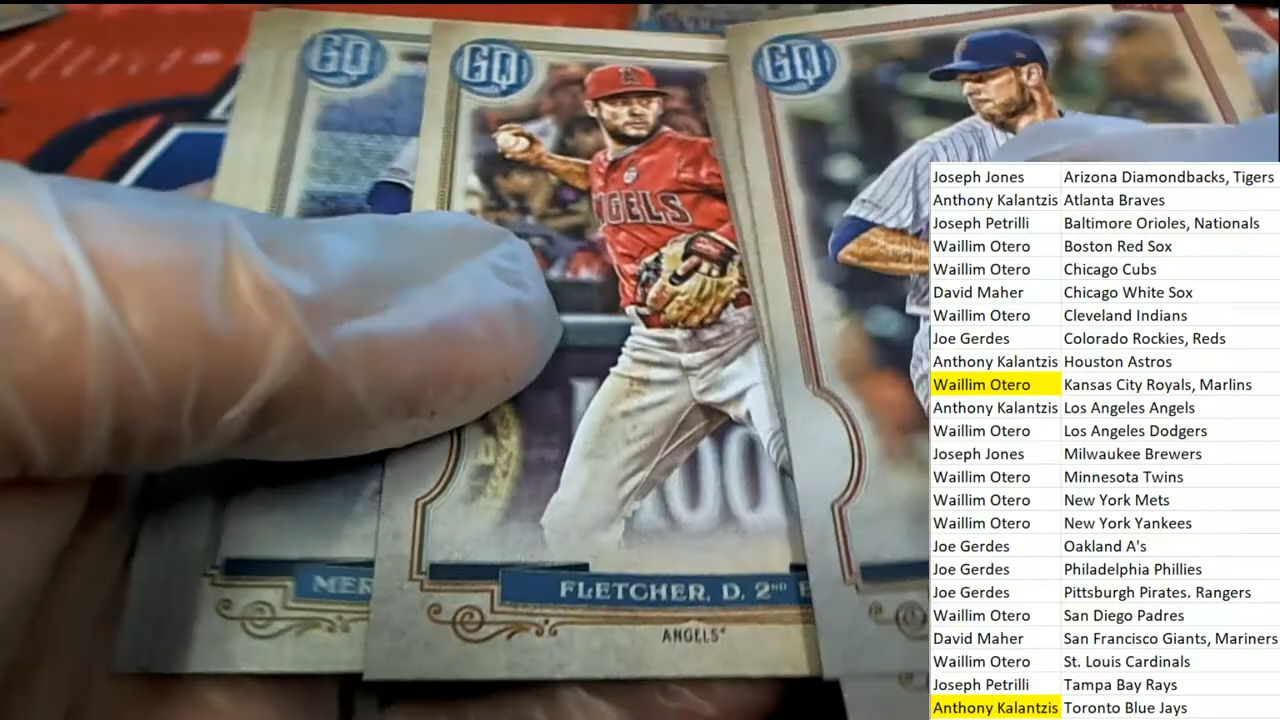 GQ
GQ
GQ
A
ANGELS
FLETCHER, D. 2ND
ANGELS
MER
Joseph Jones Arizona Diamondbacks, Tigers
Anthony Kalantzis Atlanta Braves
Joseph Petrilli Baltimore Orioles, Nationals
Waillim Otero Boston Red Sox
Waillim Otero Chicago Cubs
David Maher Chicago White Sox
Waillim Otero Cleveland Indians
Joe Gerdes Colorado Rockies, Reds
Anthony Kalantzis Houston Astros
Waillim Otero Kansas City Royals, Marlins
Anthony Kalantzis Los Angeles Angels
Waillim Otero Los Angeles Dodgers
Joseph Jones Milwaukee Brewers
Waillim Otero Minnesota Twins
Waillim Otero New York Mets
Waillim Otero New York Yankees
Joe Gerdes Oakland A's
Joe Gerdes Philadelphia Phillies
Joe Gerdes Pittsburgh Pirates. Rangers
Waillim Otero San Diego Padres
David Maher San Francisco Giants, Mariners
Waillim Otero St. Louis Cardinals
Joseph Petrilli Tampa Bay Rays
Anthony Kalantzis Toronto Blue Jays